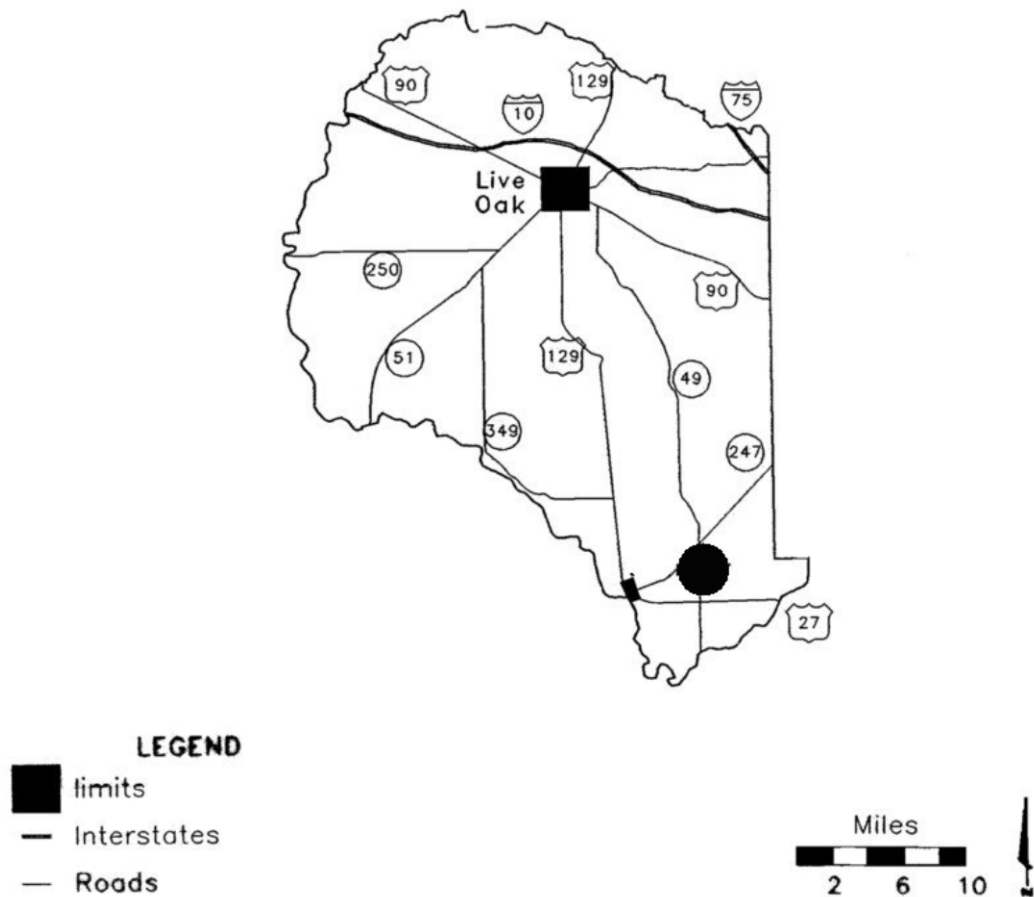 90
129
10
75
Live
Oak
250
90
51
129
49
349
247
27
LEGEND
limits
Interstates
Roads
Miles
2 6 10
N